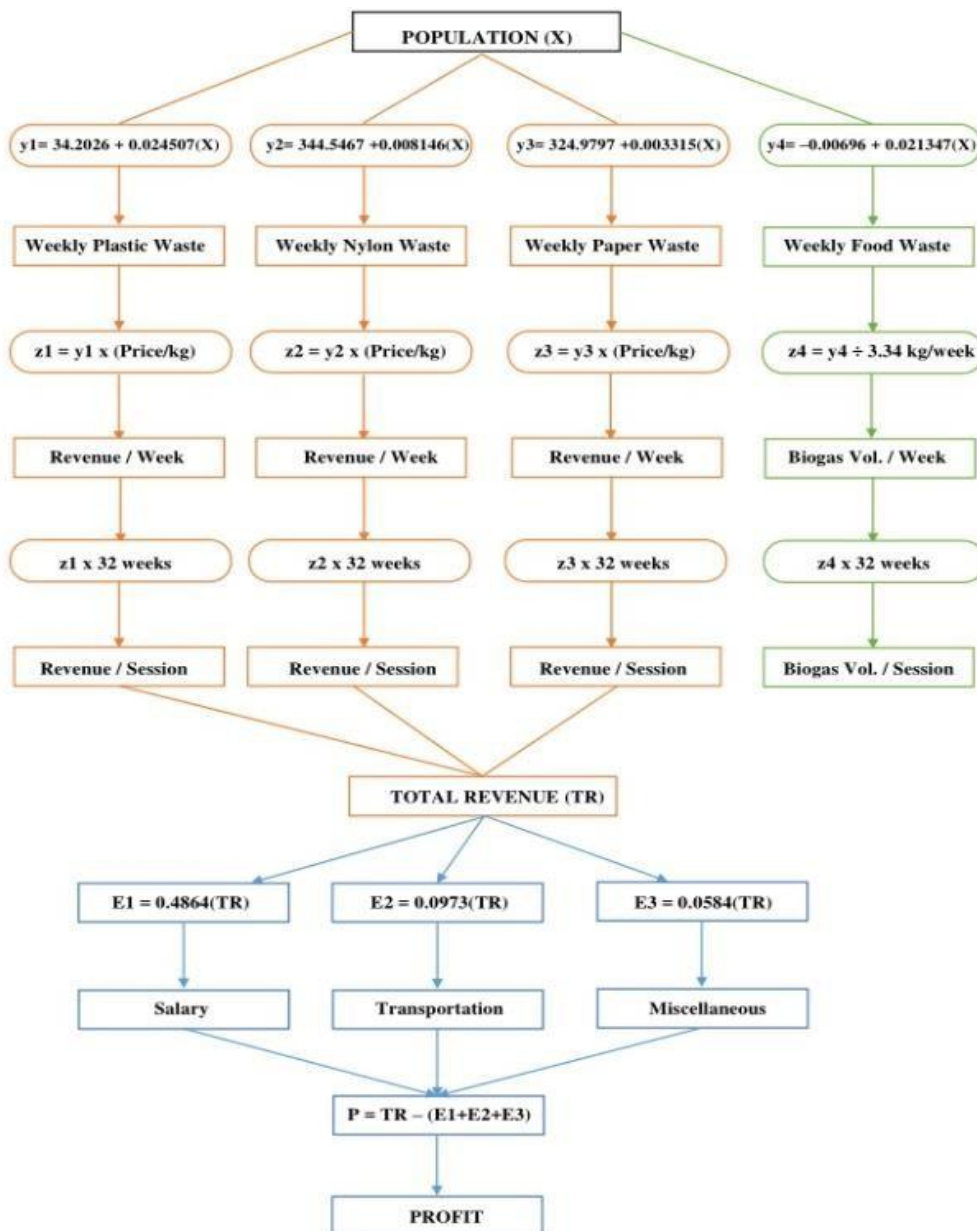 POPULATION (X)
y1= 34.2026 + 0.024507(X)
y2= 344.5467 +0.008146(X)
y3= 324.9797 +0.003315(X)
y4= –0.00696 + 0.021347(X)
Weekly Plastic Waste
Weekly Nylon Waste
Weekly Paper Waste
Weekly Food Waste
z1 = y1 x (Price/kg)
z2 = y2 x (Price/kg)
z3 = y3 x (Price/kg)
z4 = y4 ÷ 3.34 kg/week
Revenue / Week
Revenue / Week
Revenue / Week
Biogas Vol. / Week
z1 x 32 weeks
z2 x 32 weeks
z3 x 32 weeks
z4 x 32 weeks
Revenue / Session
Revenue / Session
Revenue / Session
Biogas Vol. / Session
TOTAL REVENUE (TR)
E1 = 0.4864(TR)
E2 = 0.0973(TR)
E3 = 0.0584(TR)
Salary
Transportation
Miscellaneous
P = TR – (E1+E2+E3)
PROFIT